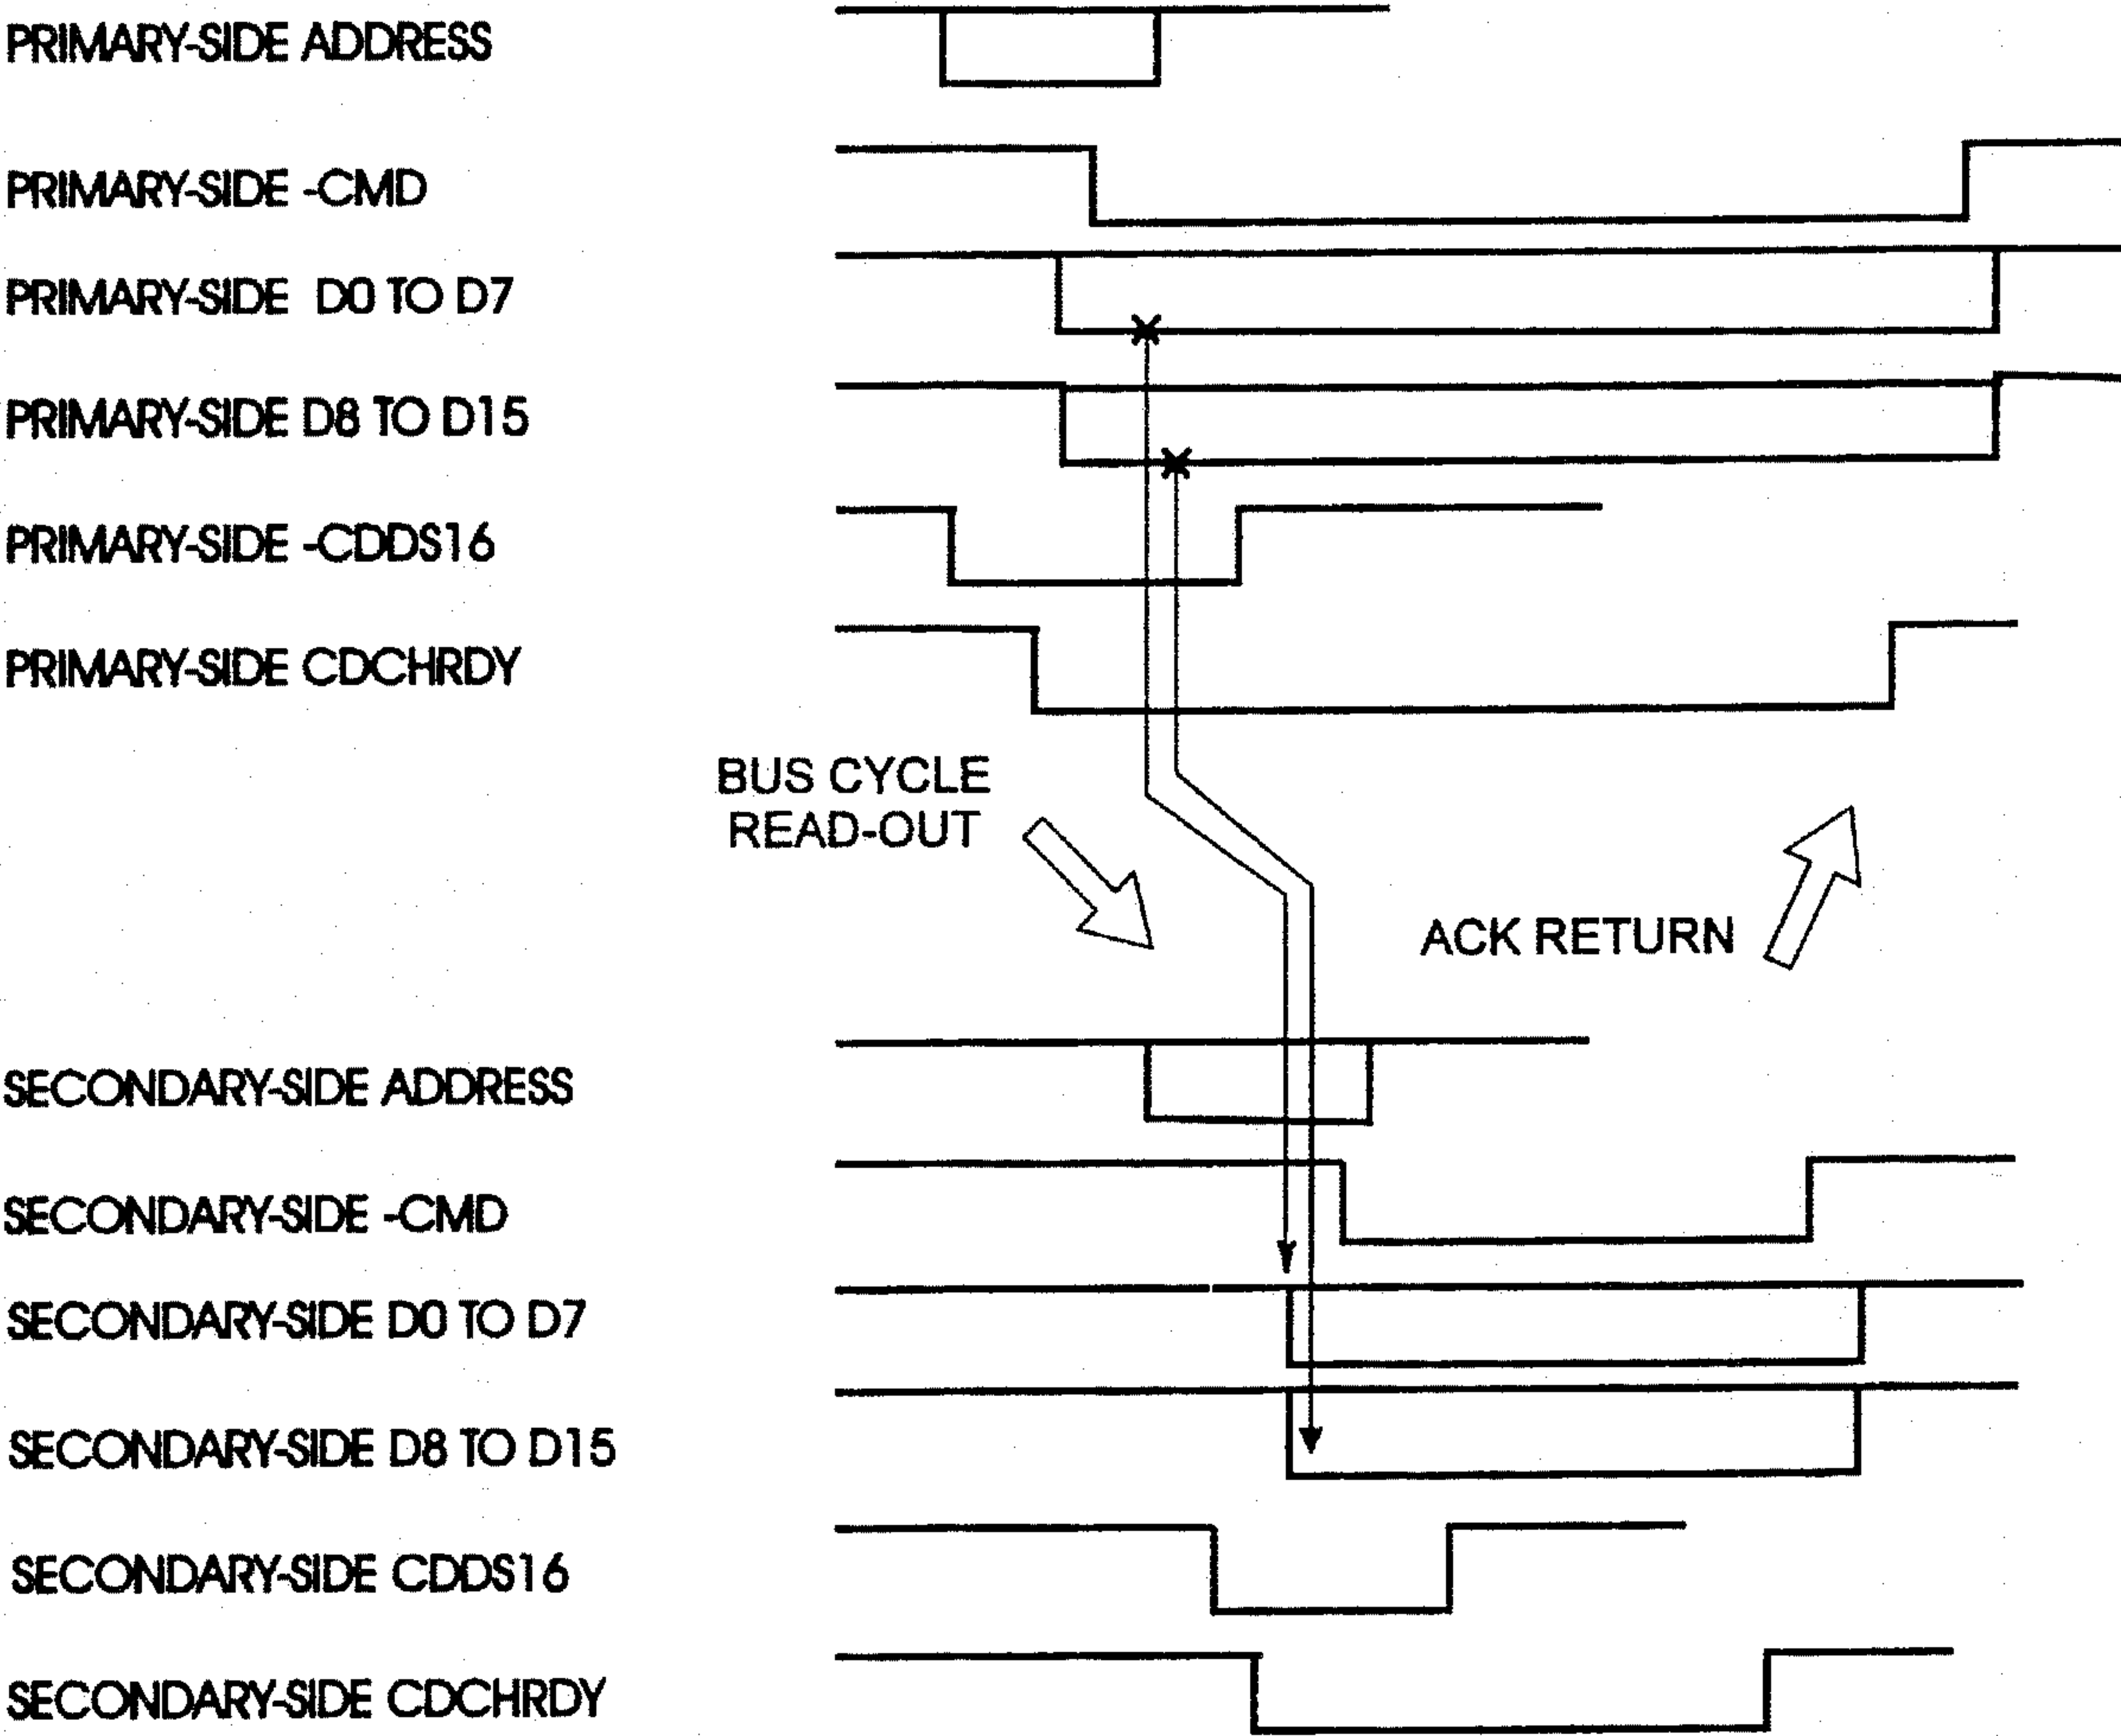 PRIMARY-SIDE ADDRESS
PRIMARY-SIDE -CMD
PRIMARY-SIDE D0 TO D7
PRIMARY-SIDE D8 TO D15
PRIMARY-SIDE -CDDS16
PRIMARY-SIDE CDCHRDY
BUS CYCLE
READ-OUT
ACK RETURN
SECONDARY-SIDE ADDRESS
SECONDARY-SIDE -CMD
SECONDARY-SIDE D0 TO D7
SECONDARY-SIDE D8 TO D15
SECONDARY-SIDE CDDS16
SECONDARY-SIDE CDCHRDY